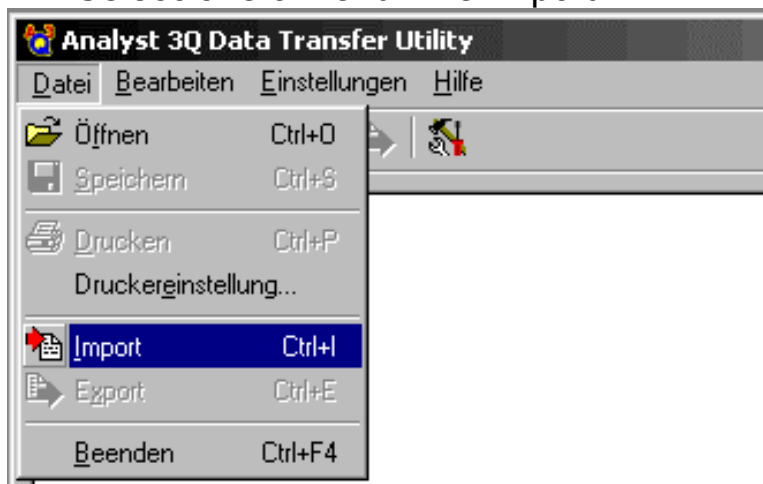 Analyst 3Q Data Transfer Utility
Datei Bearbeiten Einstellungen Hilfe
Öffnen Ctrl+O
Speichern Ctrl+S
Drucken Ctrl+P
Druckereinstellung...
Import Ctrl+I
Export Ctrl+E
Beenden Ctrl+F4